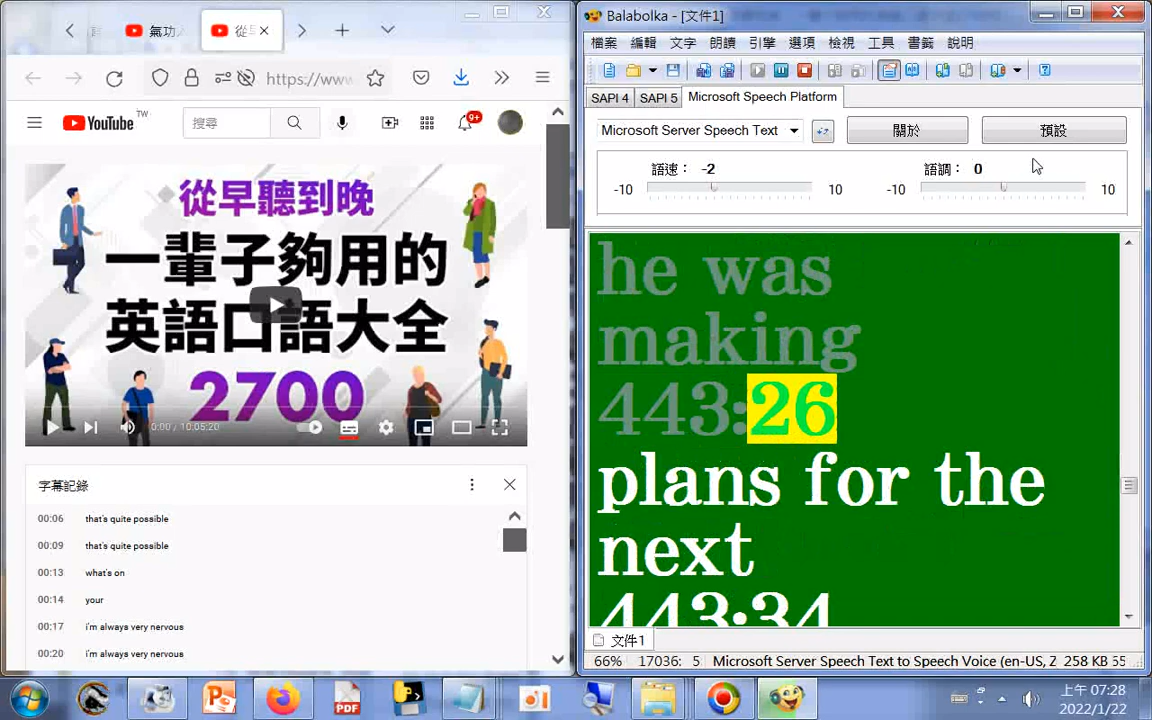 氣功
從
https://www
YouTube TW
搜尋
9+
從早聽到晚
一輩子夠用的
英語口語大全
2700
0:00 / 10:05:20
字幕記錄
00:06 that's quite possible
00:09 that's quite possible
00:13 what's on
00:14 your
00:17 i'm always very nervous
00:20 i'm always very nervous
Balabolka - [文件1]
檔案 編輯 文字 朗讀 引擎 選項 檢視 工具 書籤 說明
SAPI 4 SAPI 5 Microsoft Speech Platform
Microsoft Server Speech Text 關於 預設
語速： -2 語調： 0
-10 10 -10 10
he was
making
443:26
plans for the
next
443:34
文件1
66% 17036: 5 Microsoft Server Speech Text to Speech Voice (en-US, Z 258 KB 55
PDF
上午 07:28
2022/1/22